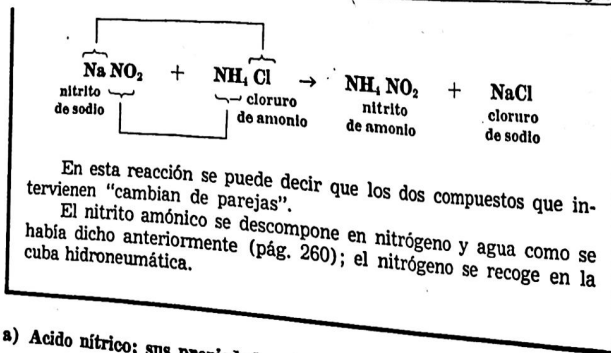 Na NO₂ + NH₄ Cl → NH₄ NO₂ + NaCl
nitrito cloruro nitrito cloruro
de sodio de amonio de amonio de sodio
En esta reacción se puede decir que los dos compuestos que in-
tervienen “cambian de parejas”.
El nitrito amónico se descompone en nitrógeno y agua como se
había dicho anteriormente (pág. 260); el nitrógeno se recoge en la
cuba hidroneumática.
a) Acido nítrico; sus